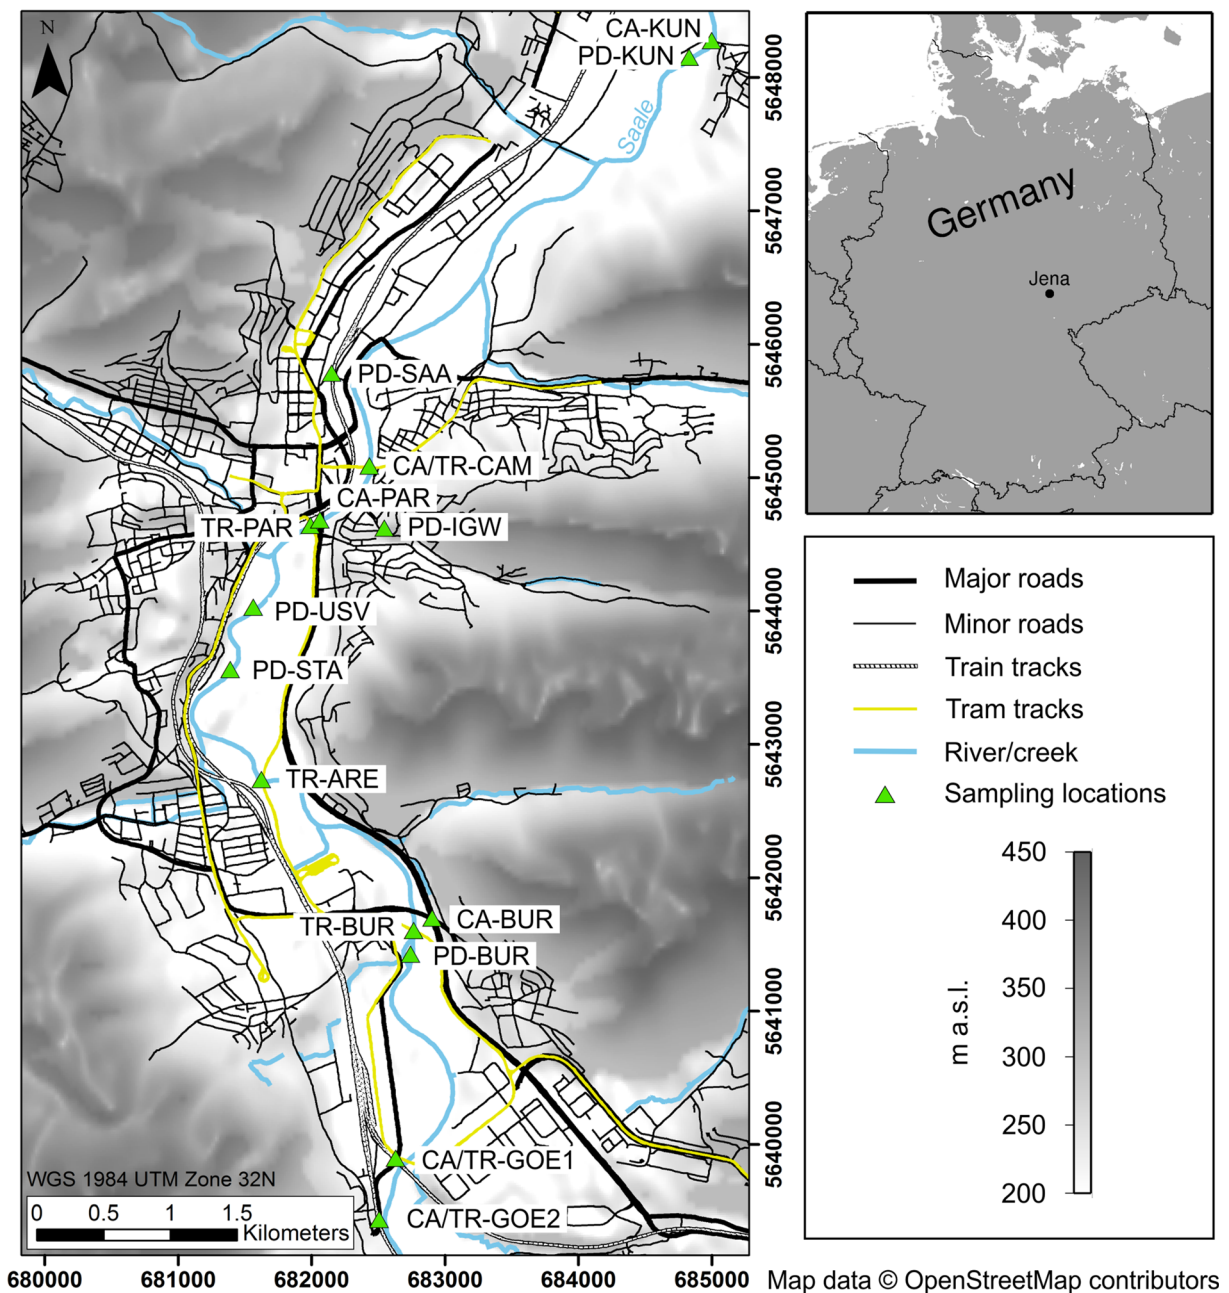 N
CA-KUN
PD-KUN
Saale
PD-SAA
CA/TR-CAM
CA-PAR
TR-PAR
PD-IGW
PD-USV
PD-STA
TR-ARE
CA-BUR
TR-BUR
PD-BUR
CA/TR-GOE1
CA/TR-GOE2
WGS 1984 UTM Zone 32N
0 0.5 1 1.5
Kilometers
680000 681000 682000 683000 684000 685000
5648000
5647000
5646000
5645000
5644000
5643000
5642000
5641000
5640000
Germany
Jena
Major roads
Minor roads
Train tracks
Tram tracks
River/creek
Sampling locations
450
400
350
300
250
200
m a.s.l.
Map data © OpenStreetMap contributors